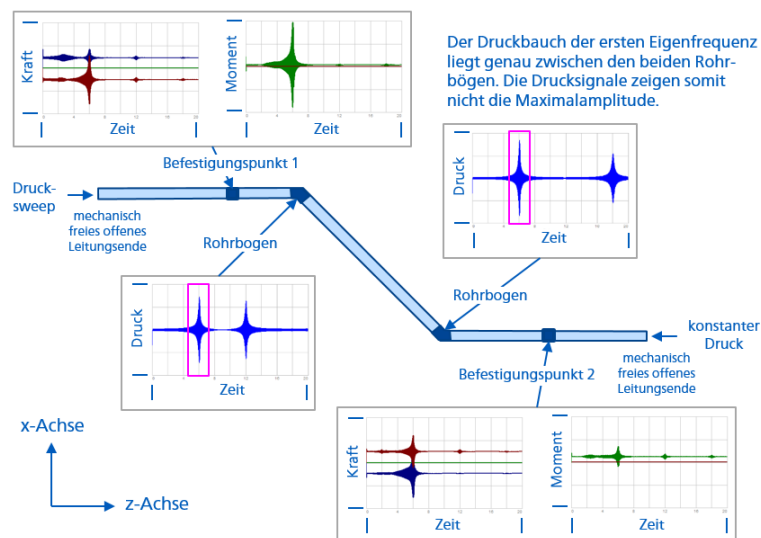 Kraft
Zeit
Moment
Zeit
Der Druckbauch der ersten Eigenfrequenz
liegt genau zwischen den beiden Rohr-
bögen. Die Drucksignale zeigen somit
nicht die Maximalamplitude.
Befestigungspunkt 1
Druck-
sweep
mechanisch
freies offenes
Leitungsende
Rohrbogen
Druck
Zeit
Druck
Zeit
Rohrbogen
konstanter
Druck
mechanisch
freies offenes
Leitungsende
Befestigungspunkt 2
x-Achse
z-Achse
Kraft
Zeit
Moment
Zeit